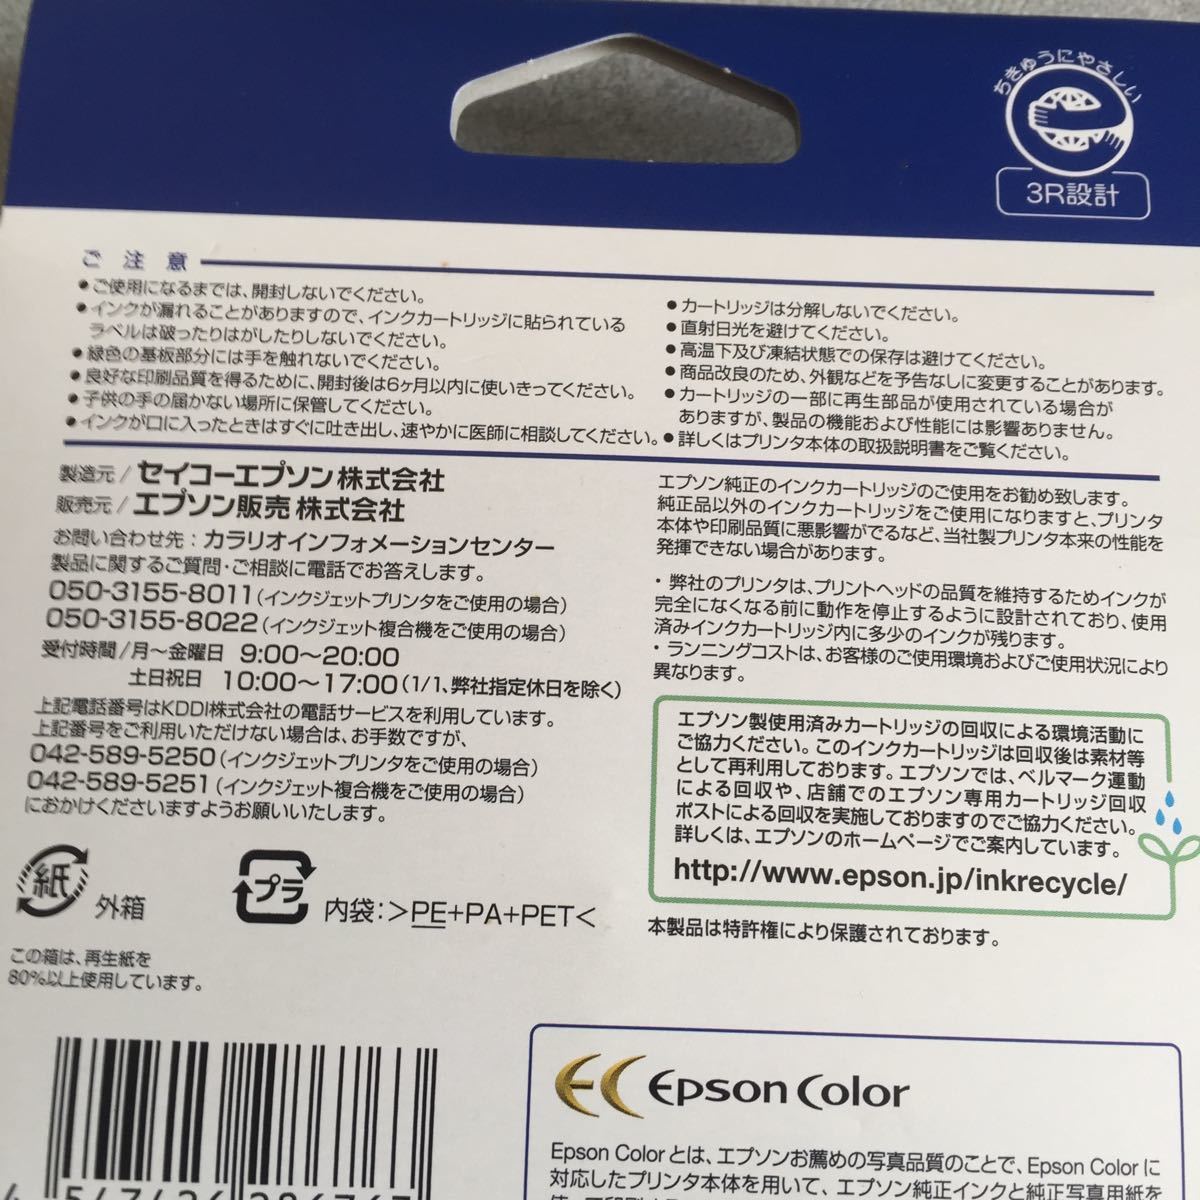 ちきゅうにやさしい
3R設計
ご注意
●ご使用になるまでは、開封しないでください。
●インクが漏れることがありますので、インクカートリッジに貼られている
ラベルは破ったりはがしたりしないでください。
●緑色の基板部分には手を触れないでください。
●良好な印刷品質を得るために、開封後は6ヶ月以内に使いきってください。
●子供の手の届かない場所に保管してください。
●インクが口に入ったときはすぐに吐き出し、速やかに医師に相談してください。
●カートリッジは分解しないでください。
●直射日光を避けてください。
●高温下及び凍結状態での保存は避けてください。
●商品改良のため、外観などを予告なしに変更することがあります。
●カートリッジの一部に再生部品が使用されている場合が
ありますが、製品の機能および性能には影響ありません。
●詳しくはプリンタ本体の取扱説明書をご覧ください。
製造元/セイコーエプソン株式会社
販売元/エプソン販売株式会社
お問い合わせ先：カラリオインフォメーションセンター
製品に関するご質問・ご相談に電話でお答えします。
050-3155-8011(インクジェットプリンタをご使用の場合)
050-3155-8022(インクジェット複合機をご使用の場合)
受付時間/月〜金曜日 9:00〜20:00
土日祝日 10:00〜17:00(1/1、弊社指定休日を除く)
上記電話番号はKDDI株式会社の電話サービスを利用しています。
上記番号をご利用いただけない場合は、お手数ですが、
042-589-5250(インクジェットプリンタをご使用の場合)
042-589-5251(インクジェット複合機をご使用の場合)
におかけくださいますようお願いいたします。
紙 外箱
プラ 内袋：>PE+PA+PET<
この箱は、再生紙を
80%以上使用しています。
エプソン純正のインクカートリッジのご使用をお勧め致します。
純正品以外のインクカートリッジをご使用になりますと、プリンタ
本体や印刷品質に悪影響がでるなど、当社製プリンタ本来の性能を
発揮できない場合があります。
・弊社のプリンタは、プリントヘッドの品質を維持するためインクが
完全になくなる前に動作を停止するように設計されており、使用
済みインクカートリッジ内に多少のインクが残ります。
・ランニングコストは、お客様のご使用環境およびご使用状況により
異なります。
エプソン製使用済みカートリッジの回収による環境活動に
ご協力ください。このインクカートリッジは回収後は素材等
として再利用しております。エプソンでは、ベルマーク運動
による回収や、店舗でのエプソン専用カートリッジ回収
ポストによる回収を実施しておりますのでご協力ください。
詳しくは、エプソンのホームページでご案内しています。
http://www.epson.jp/inkrecycle/
本製品は特許権により保護されております。
EPSON COLOR
Epson Colorとは、エプソンお薦めの写真品質のことで、Epson Colorに
対応したプリンタ本体を用いて、エプソン純正インクと純正写真用紙を